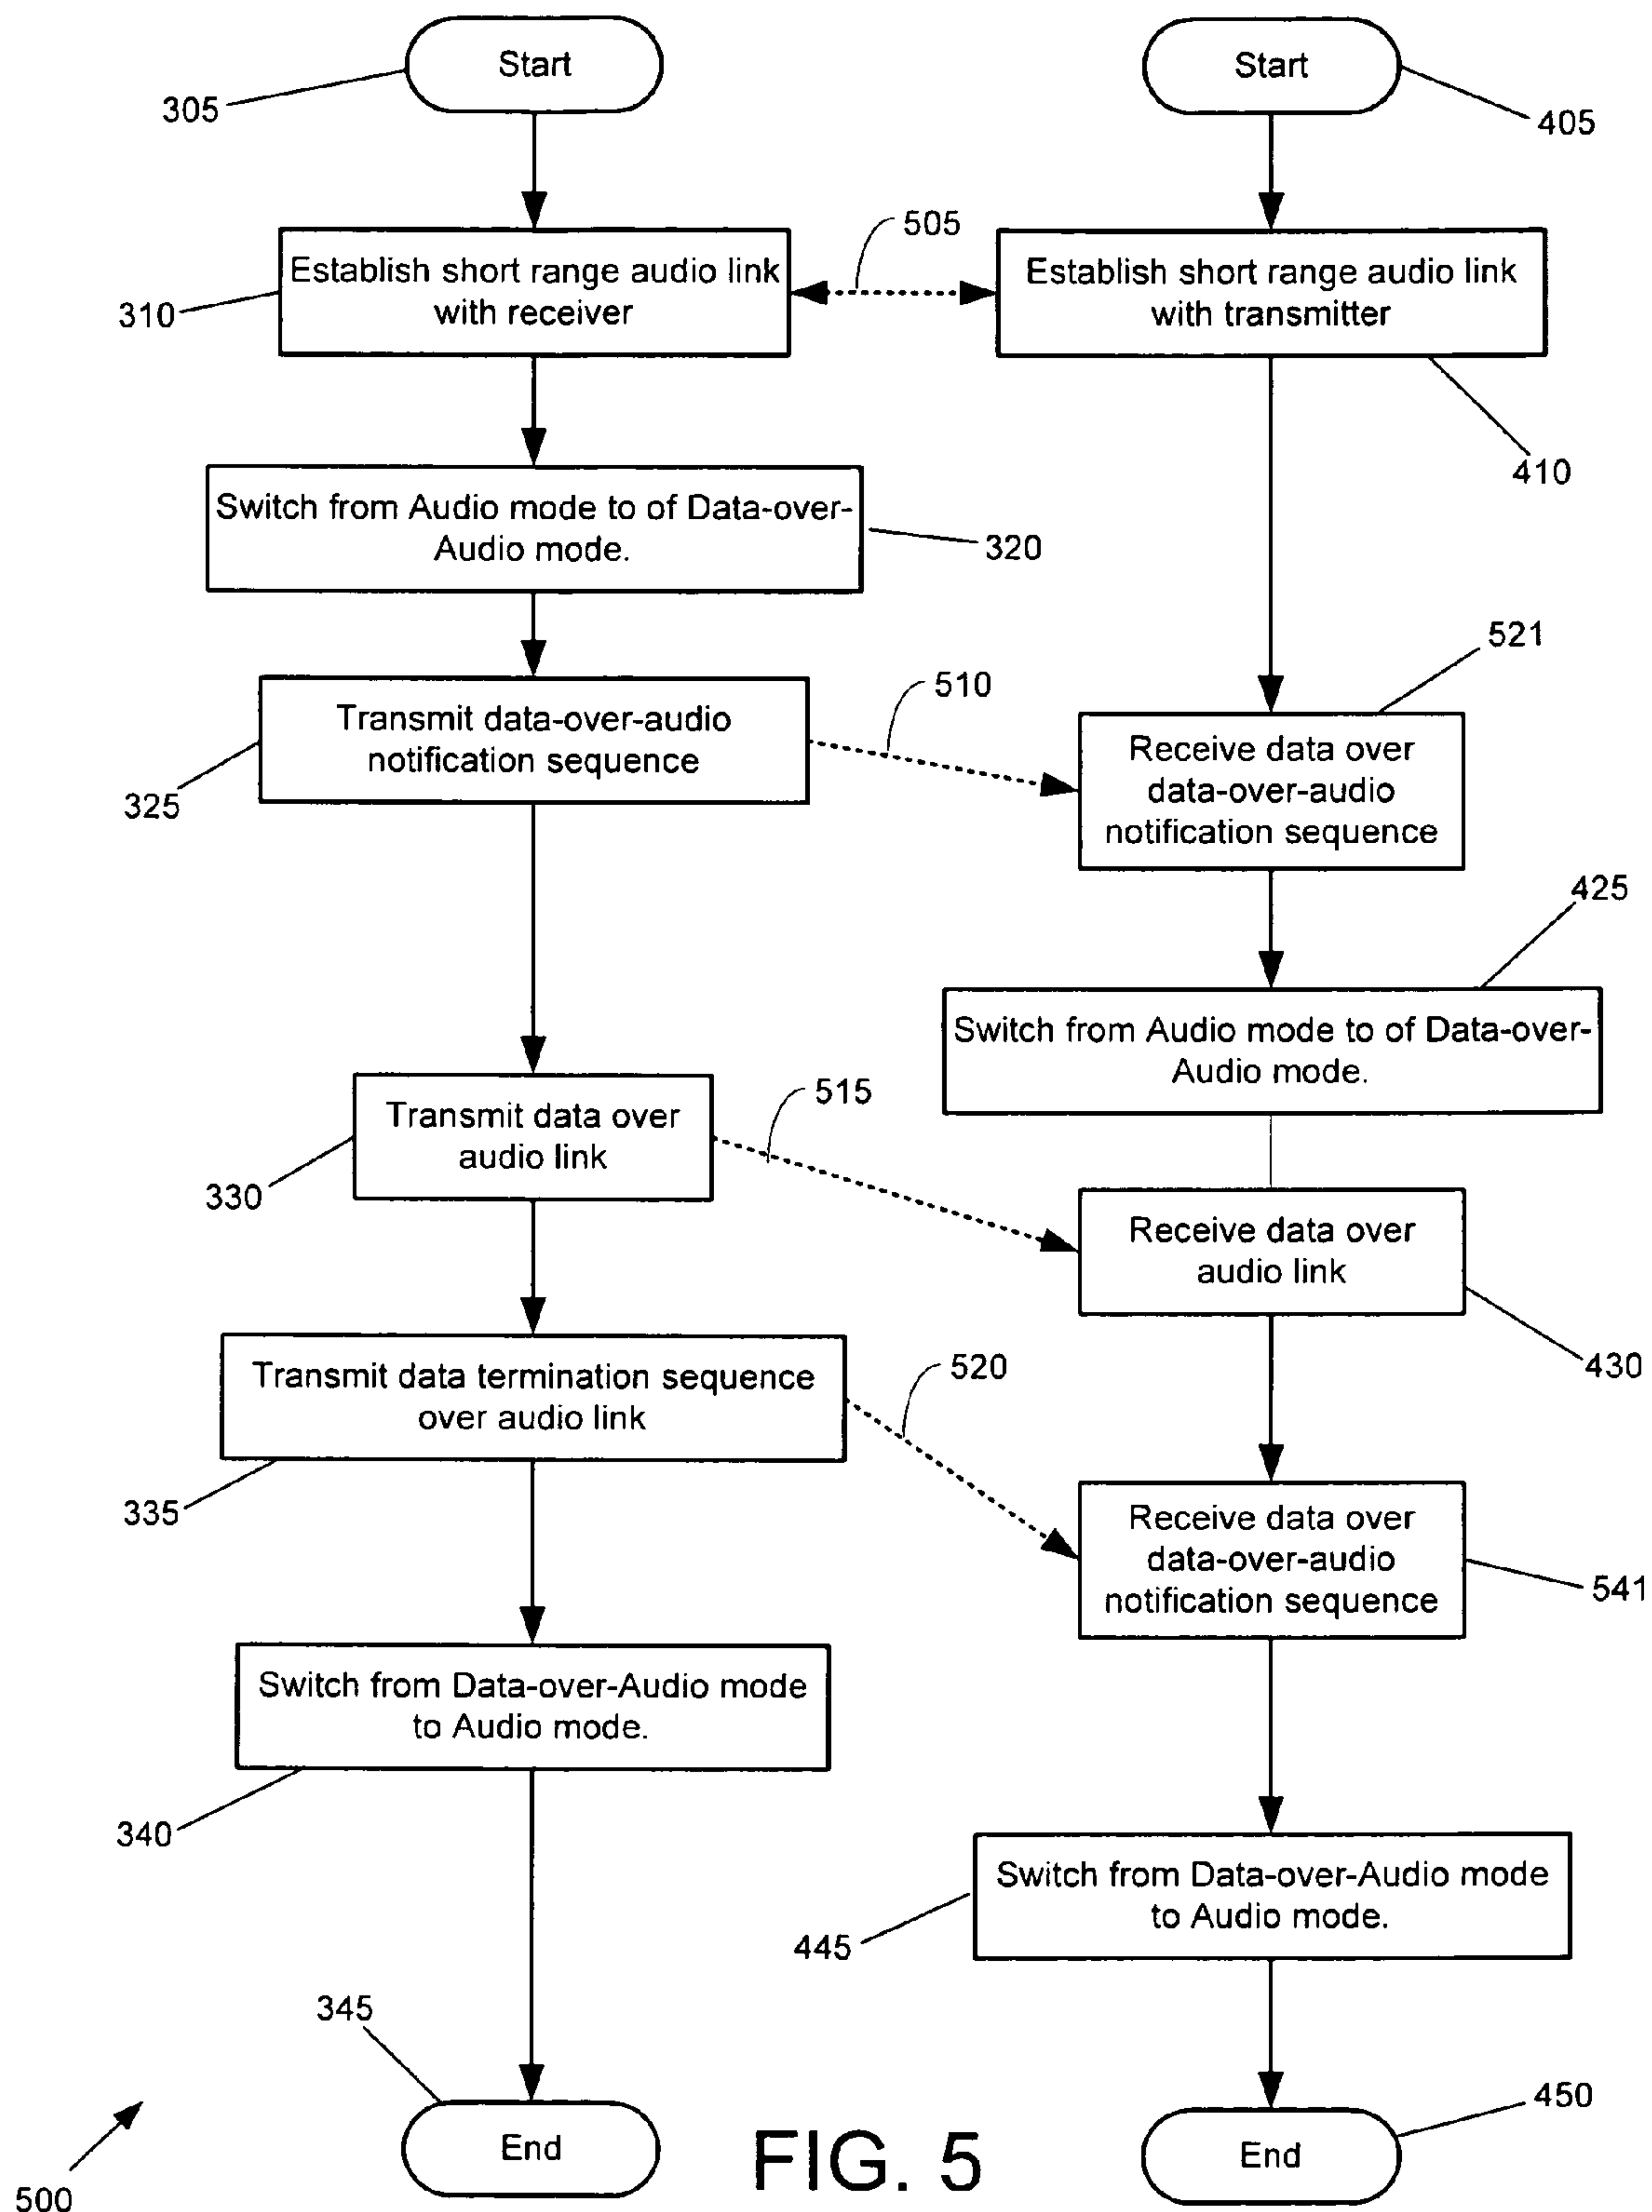 Start
Start
305
405
505
Establish short range audio link
with receiver
Establish short range audio link
with transmitter
310
410
Switch from Audio mode to of Data-over-
Audio mode.
320
521
510
Transmit data-over-audio
notification sequence
Receive data over
data-over-audio
notification sequence
325
425
Switch from Audio mode to of Data-over-
Audio mode.
515
Transmit data over
audio link
330
Receive data over
audio link
430
520
Transmit data termination sequence
over audio link
335
Receive data over
data-over-audio
notification sequence
541
Switch from Data-over-Audio mode
to Audio mode.
340
Switch from Data-over-Audio mode
to Audio mode.
445
345
450
End
FIG. 5
End
500